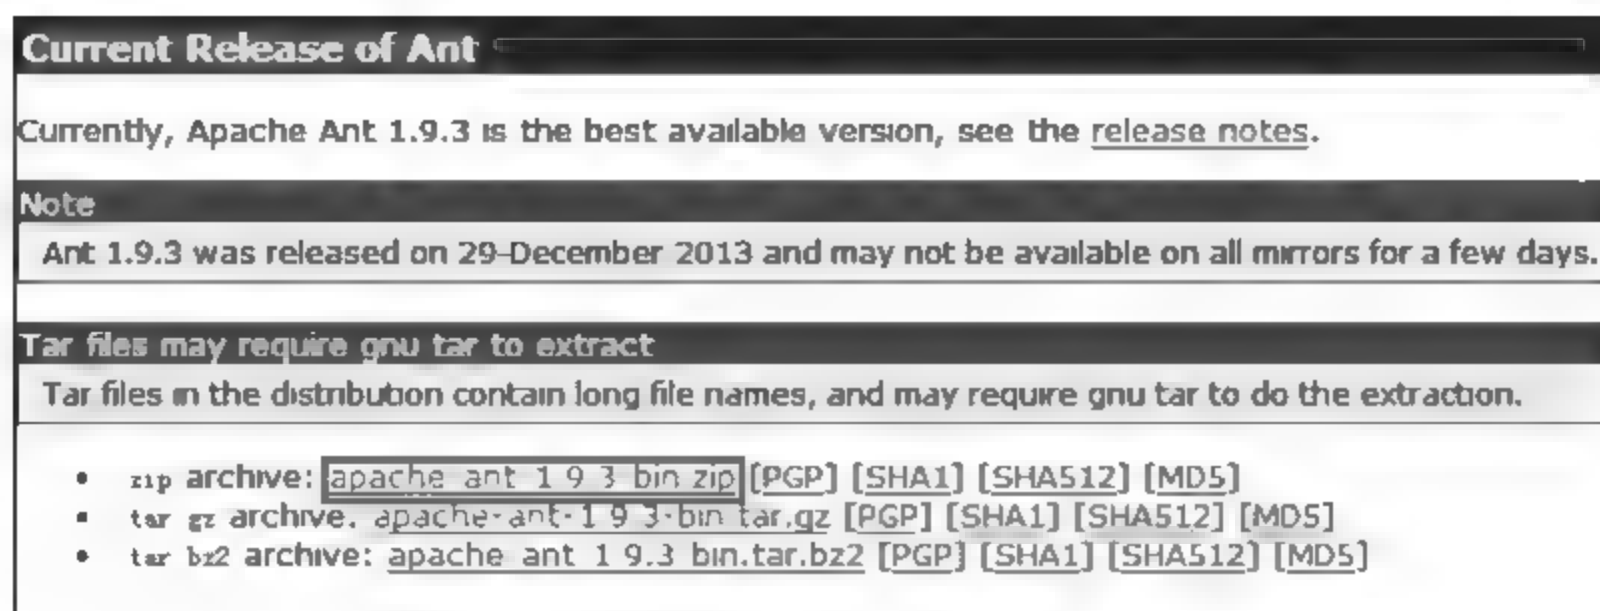 Current Release of Ant
Currently, Apache Ant 1.9.3 is the best available version, see the release notes.
Note
Ant 1.9.3 was released on 29-December 2013 and may not be available on all mirrors for a few days.
Tar files may require gnu tar to extract
Tar files in the distribution contain long file names, and may require gnu tar to do the extraction.
• zip archive: apache-ant-1.9.3-bin.zip [PGP] [SHA1] [SHA512] [MD5]
• tar.gz archive: apache-ant-1.9.3-bin.tar.gz [PGP] [SHA1] [SHA512] [MD5]
• tar.bz2 archive: apache-ant-1.9.3-bin.tar.bz2 [PGP] [SHA1] [SHA512] [MD5]